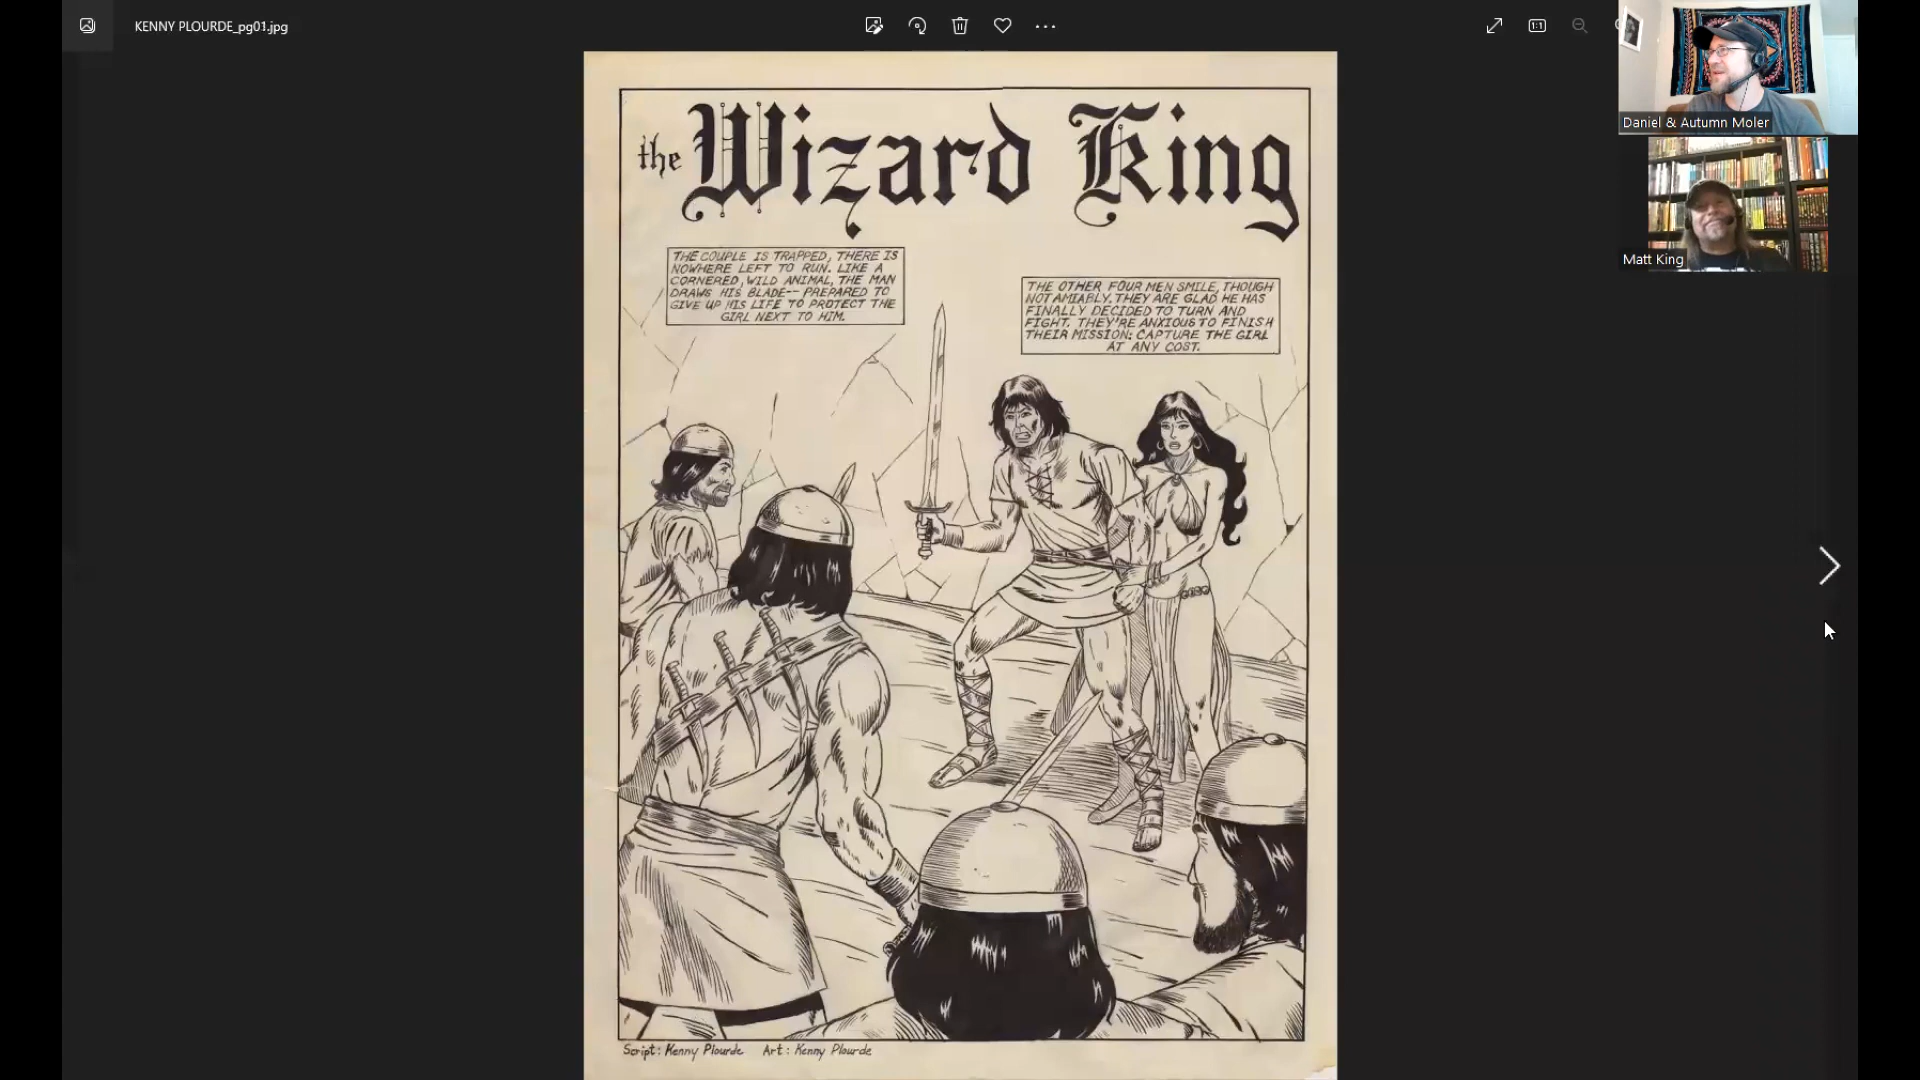 KENNY PLOURDE_pg01.jpg
1:1
Daniel & Autumn Moler
Matt King
the Wizard King
THE COUPLE IS TRAPPED, THERE IS
NOWHERE LEFT TO RUN. LIKE A
CORNERED, WILD ANIMAL, THE MAN
DRAWS HIS BLADE-- PREPARED TO
GIVE UP HIS LIFE TO PROTECT THE
GIRL NEXT TO HIM.
THE OTHER FOUR MEN SMILE, THOUGH
NOT AMIABLY. THEY ARE GLAD HE HAS
FINALLY DECIDED TO TURN AND
FIGHT. THEY'RE ANXIOUS TO FINISH
THEIR MISSION: CAPTURE THE GIRL
AT ANY COST.
Script: Kenny Plourde Art: Kenny Plourde